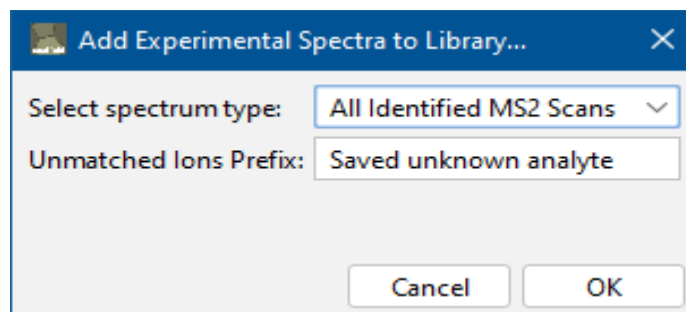 Add Experimental Spectra to Library...
Select spectrum type: All Identified MS2 Scans
Unmatched Ions Prefix: Saved unknown analyte
Cancel OK